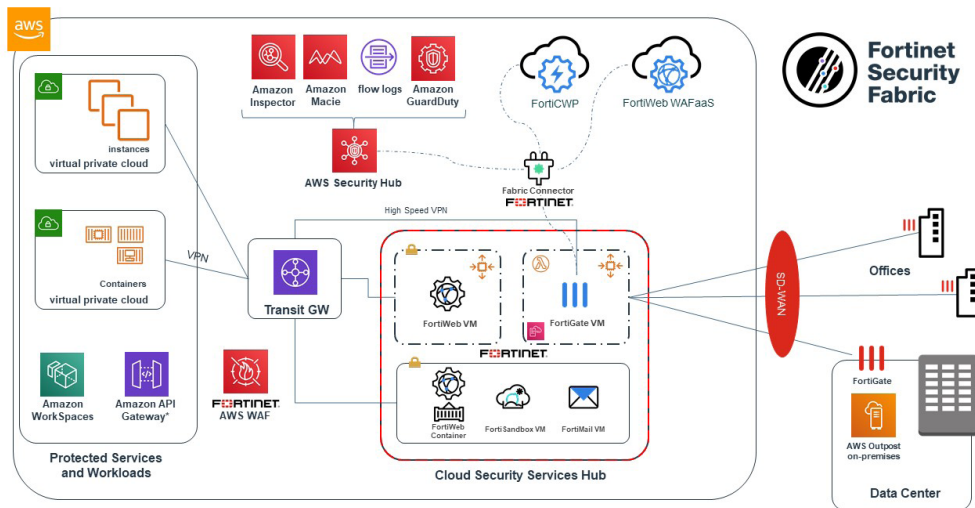 aws
Fortinet
Security
Fabric
Amazon
Inspector
Amazon
Macie
flow logs
Amazon
GuardDuty
FortiCWP
FortiWeb WAFaaS
instances
virtual private cloud
AWS Security Hub
Fabric Connector
FORTINET
High Speed VPN
Containers
virtual private cloud
VPN
Transit GW
FortiWeb VM
FortiGate VM
FORTINET
SD-WAN
Offices
FortiWeb
Container
FortiSandbox VM
FortiMail VM
Cloud Security Services Hub
Amazon
WorkSpaces
Amazon API
Gateway*
FORTINET
AWS WAF
Protected Services
and Workloads
FortiGate
AWS Outpost
on-premises
Data Center